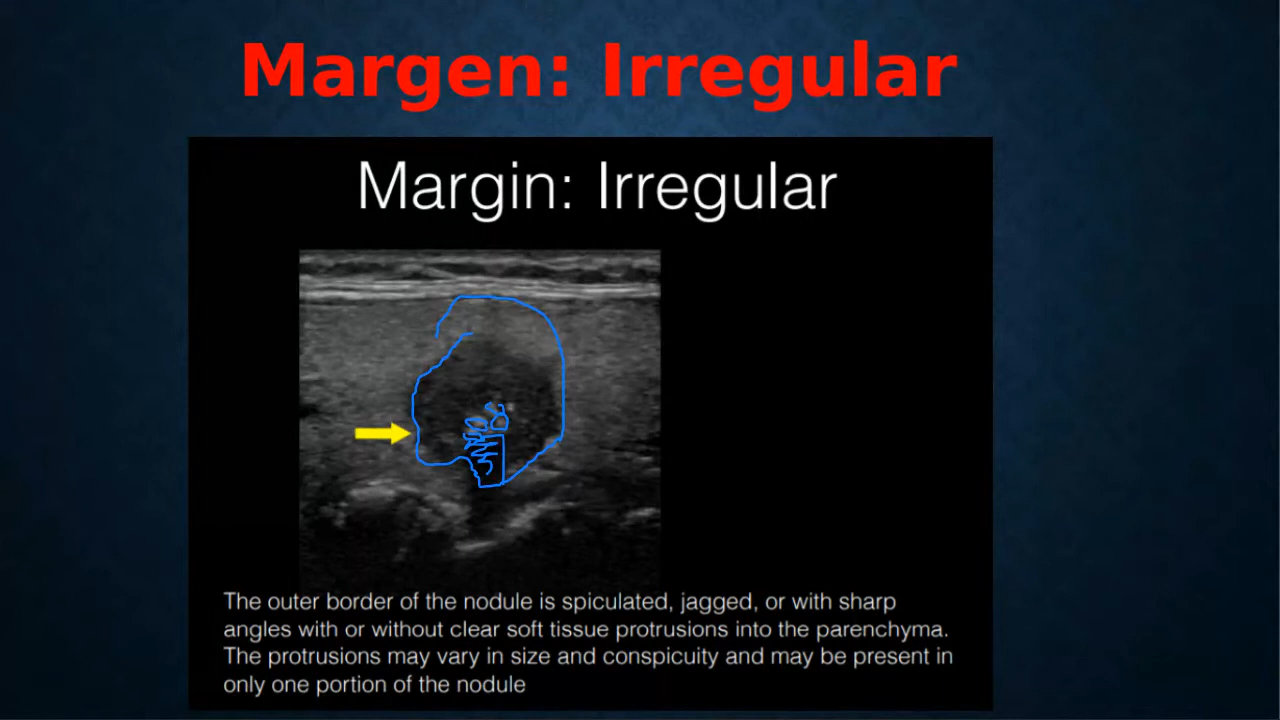 Margen: Irregular
Margin: Irregular
The outer border of the nodule is spiculated, jagged, or with sharp
angles with or without clear soft tissue protrusions into the parenchyma.
The protrusions may vary in size and conspicuity and may be present in
only one portion of the nodule